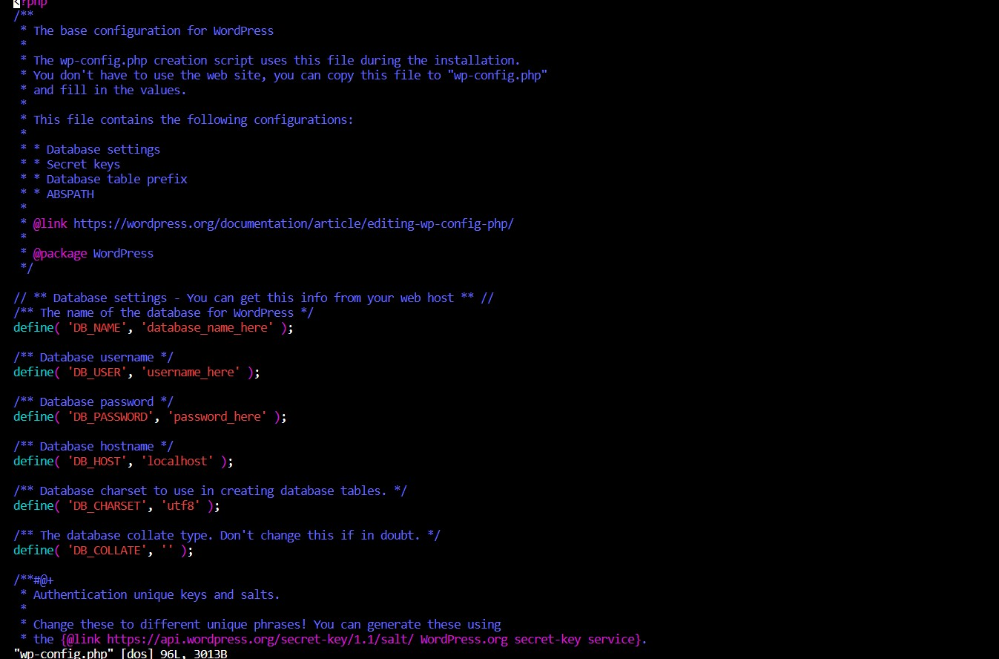 <?php
/**
 * The base configuration for WordPress
 *
 * The wp-config.php creation script uses this file during the installation.
 * You don't have to use the web site, you can copy this file to "wp-config.php"
 * and fill in the values.
 *
 * This file contains the following configurations:
 *
 * * Database settings
 * * Secret keys
 * * Database table prefix
 * * ABSPATH
 *
 * @link https://wordpress.org/documentation/article/editing-wp-config-php/
 *
 * @package WordPress
 */

// ** Database settings - You can get this info from your web host ** //
/** The name of the database for WordPress */
define( 'DB_NAME', 'database_name_here' );

/** Database username */
define( 'DB_USER', 'username_here' );

/** Database password */
define( 'DB_PASSWORD', 'password_here' );

/** Database hostname */
define( 'DB_HOST', 'localhost' );

/** Database charset to use in creating database tables. */
define( 'DB_CHARSET', 'utf8' );

/** The database collate type. Don't change this if in doubt. */
define( 'DB_COLLATE', '' );

/**#@+
 * Authentication unique keys and salts.
 *
 * Change these to different unique phrases! You can generate these using
 * the {@link https://api.wordpress.org/secret-key/1.1/salt/ WordPress.org secret-key service}.
"wp-config.php" [dos] 96L, 3013B